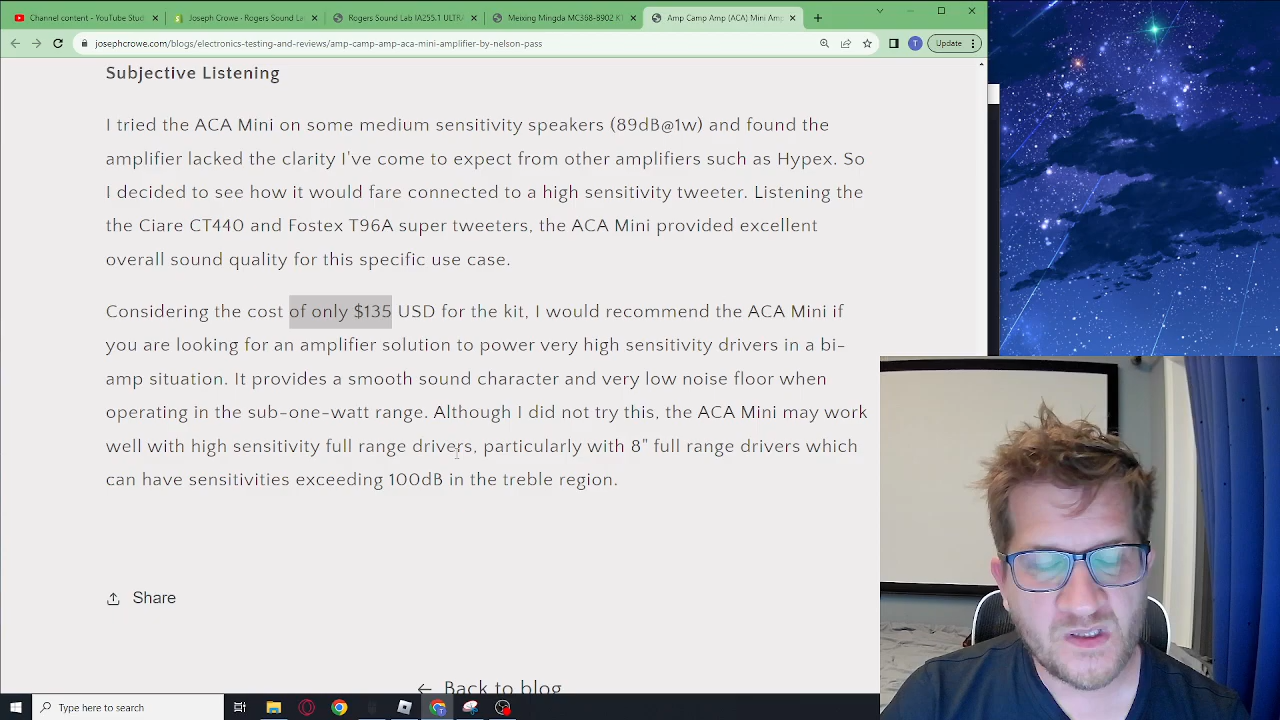 Channel content - YouTube Stud
Joseph Crowe - Rogers Sound Lab
Rogers Sound Lab IA255.1 ULTRA
Meixing Mingda MC368-B902 KT
Amp Camp Amp (ACA) Mini Amp
josephcrowe.com/blogs/electronics-testing-and-reviews/amp-camp-amp-aca-mini-amplifier-by-nelson-pass
T
Update
Subjective Listening
I tried the ACA Mini on some medium sensitivity speakers (89dB@1w) and found the
amplifier lacked the clarity I've come to expect from other amplifiers such as Hypex. So
I decided to see how it would fare connected to a high sensitivity tweeter. Listening the
the Ciare CT440 and Fostex T96A super tweeters, the ACA Mini provided excellent
overall sound quality for this specific use case.
Considering the cost of only $135 USD for the kit, I would recommend the ACA Mini if
you are looking for an amplifier solution to power very high sensitivity drivers in a bi-
amp situation. It provides a smooth sound character and very low noise floor when
operating in the sub-one-watt range. Although I did not try this, the ACA Mini may work
well with high sensitivity full range drivers, particularly with 8" full range drivers which
can have sensitivities exceeding 100dB in the treble region.
Share
← Back to blog
Type here to search